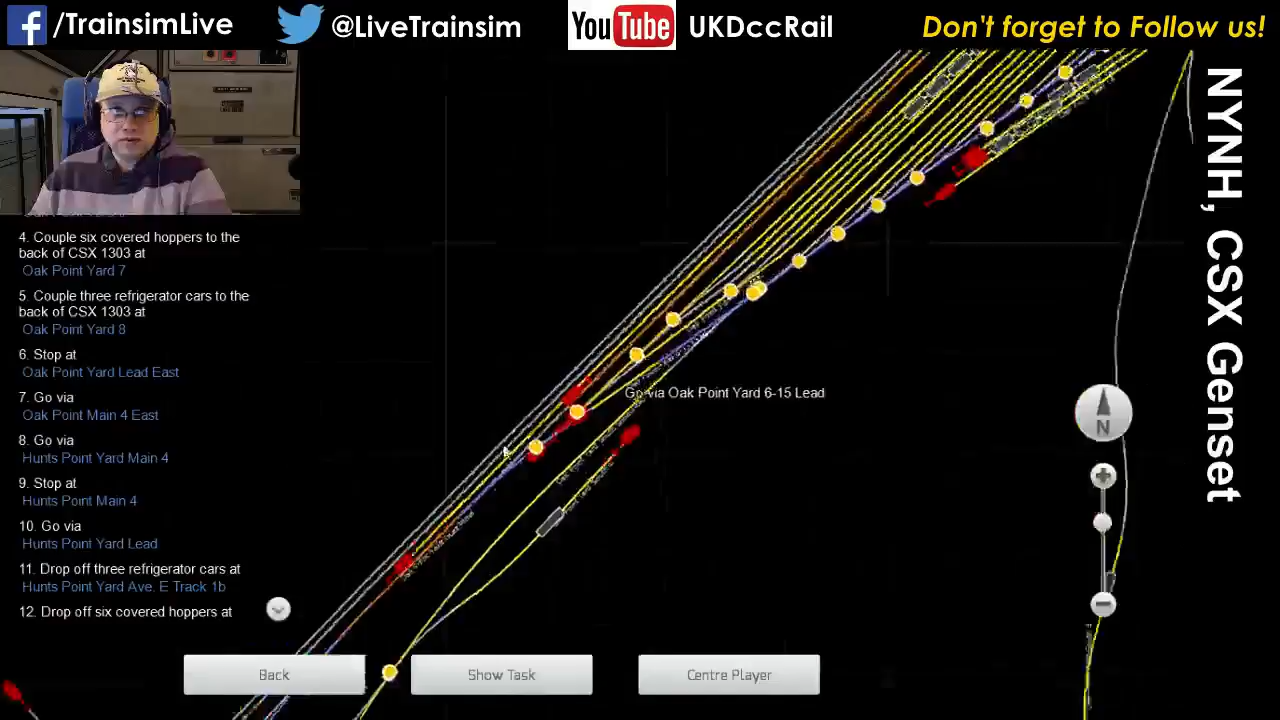 f /TrainsimLive @LiveTrainsim YouTube UKDccRail Don't forget to Follow us!
NYNH, CSX Genset
4. Couple six covered hoppers to the
back of CSX 1303 at
Oak Point Yard 7
5. Couple three refrigerator cars to the
back of CSX 1303 at
Oak Point Yard 8
6. Stop at
Oak Point Yard Lead East
7. Go via
Oak Point Main 4 East
8. Go via
Hunts Point Yard Main 4
9. Stop at
Hunts Point Main 4
10. Go via
Hunts Point Yard Lead
11. Drop off three refrigerator cars at
Hunts Point Yard Ave. E Track 1b
12. Drop off six covered hoppers at
Go via Oak Point Yard 6-15 Lead
N
Back
Show Task
Centre Player